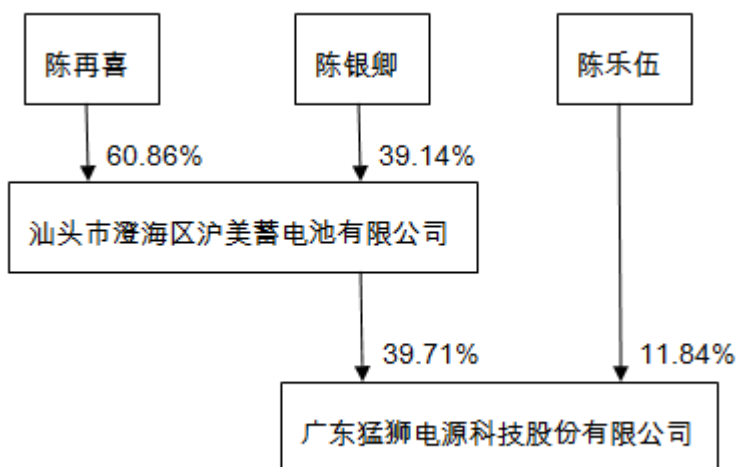 陈再喜
陈银卿
陈乐伍
60.86%
39.14%
汕头市澄海区沪美蓄电池有限公司
39.71%
11.84%
广东猛狮电源科技股份有限公司